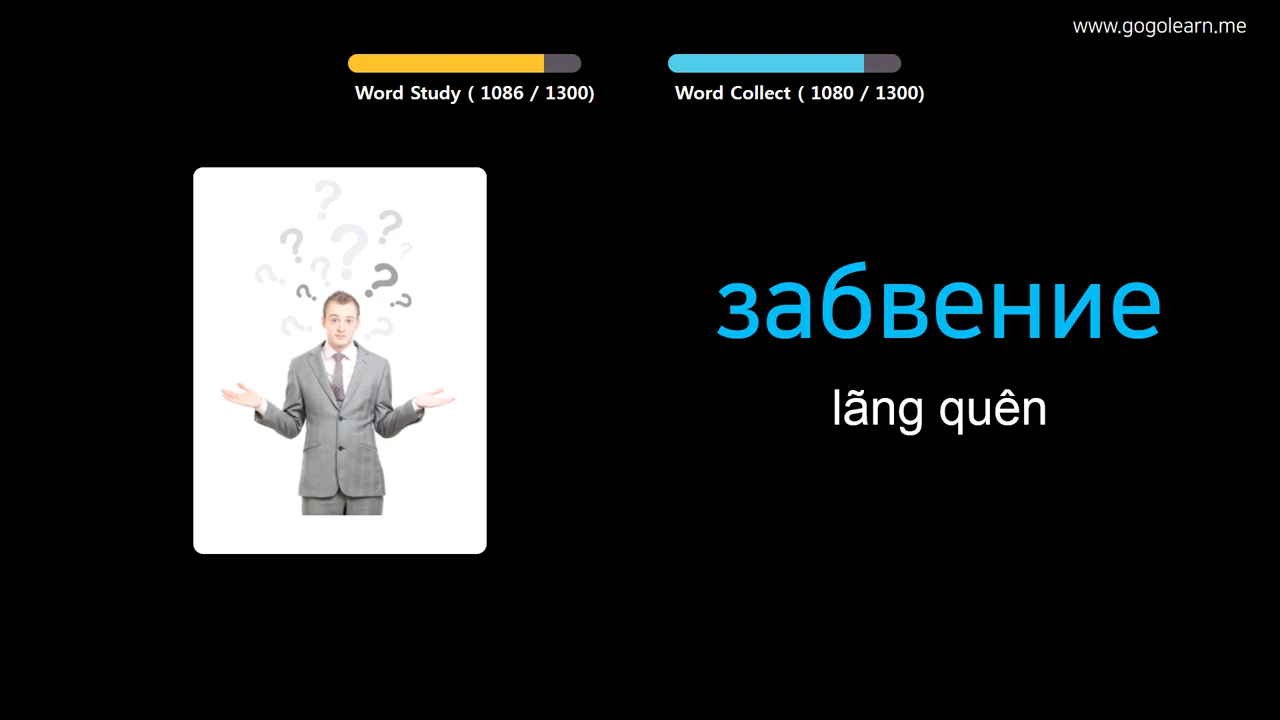 www.gogolearn.me
Word Study ( 1086 / 1300)
Word Collect ( 1080 / 1300)
забвение
lãng quên